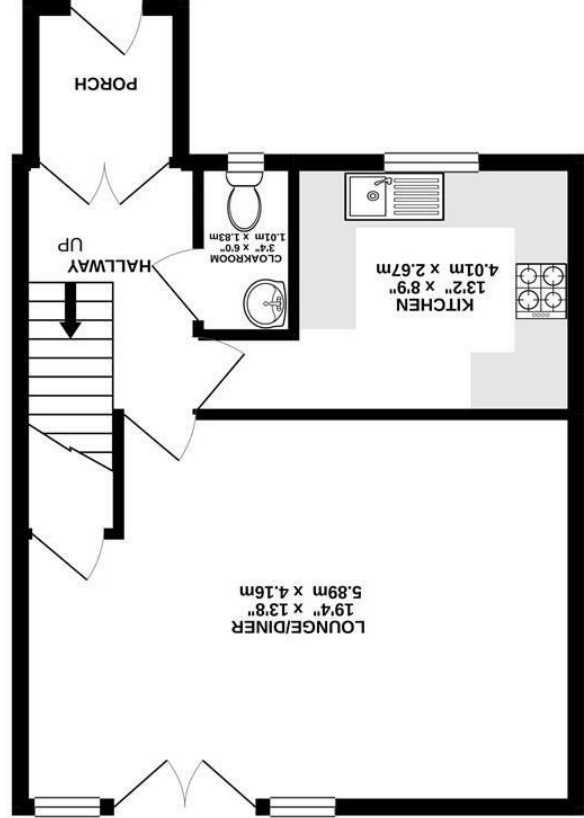 PORCH
UP
HALLWAY
CLOAKROOM
3'4" x 6'0"
1.01m x 1.83m
KITCHEN
13'2" x 8'9"
4.01m x 2.67m
LOUNGE/DINER
19'4" x 13'8"
5.89m x 4.16m